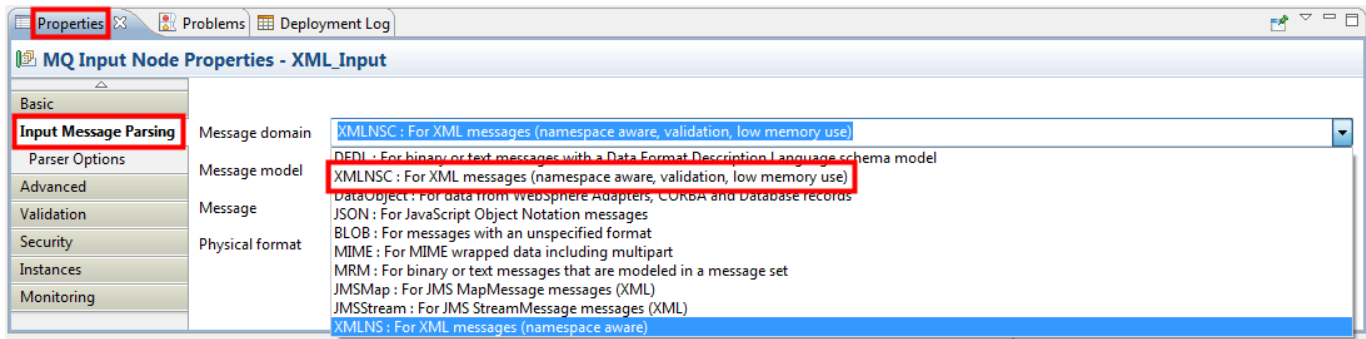 Properties Problems Deployment Log
MQ Input Node Properties - XML_Input
Basic
Input Message Parsing
Parser Options
Advanced
Validation
Security
Instances
Monitoring
Message domain XMLNSC : For XML messages (namespace aware, validation, low memory use)
Message model
Message
Physical format
DFDL : For binary or text messages with a Data Format Description Language schema model
XMLNSC : For XML messages (namespace aware, validation, low memory use)
DataObject : For data from WebSphere Adapters, CORBA and Database records
JSON : For JavaScript Object Notation messages
BLOB : For messages with an unspecified format
MIME : For MIME wrapped data including multipart
MRM : For binary or text messages that are modeled in a message set
JMSMap : For JMS MapMessage messages (XML)
JMSStream : For JMS StreamMessage messages (XML)
XMLNS : For XML messages (namespace aware)